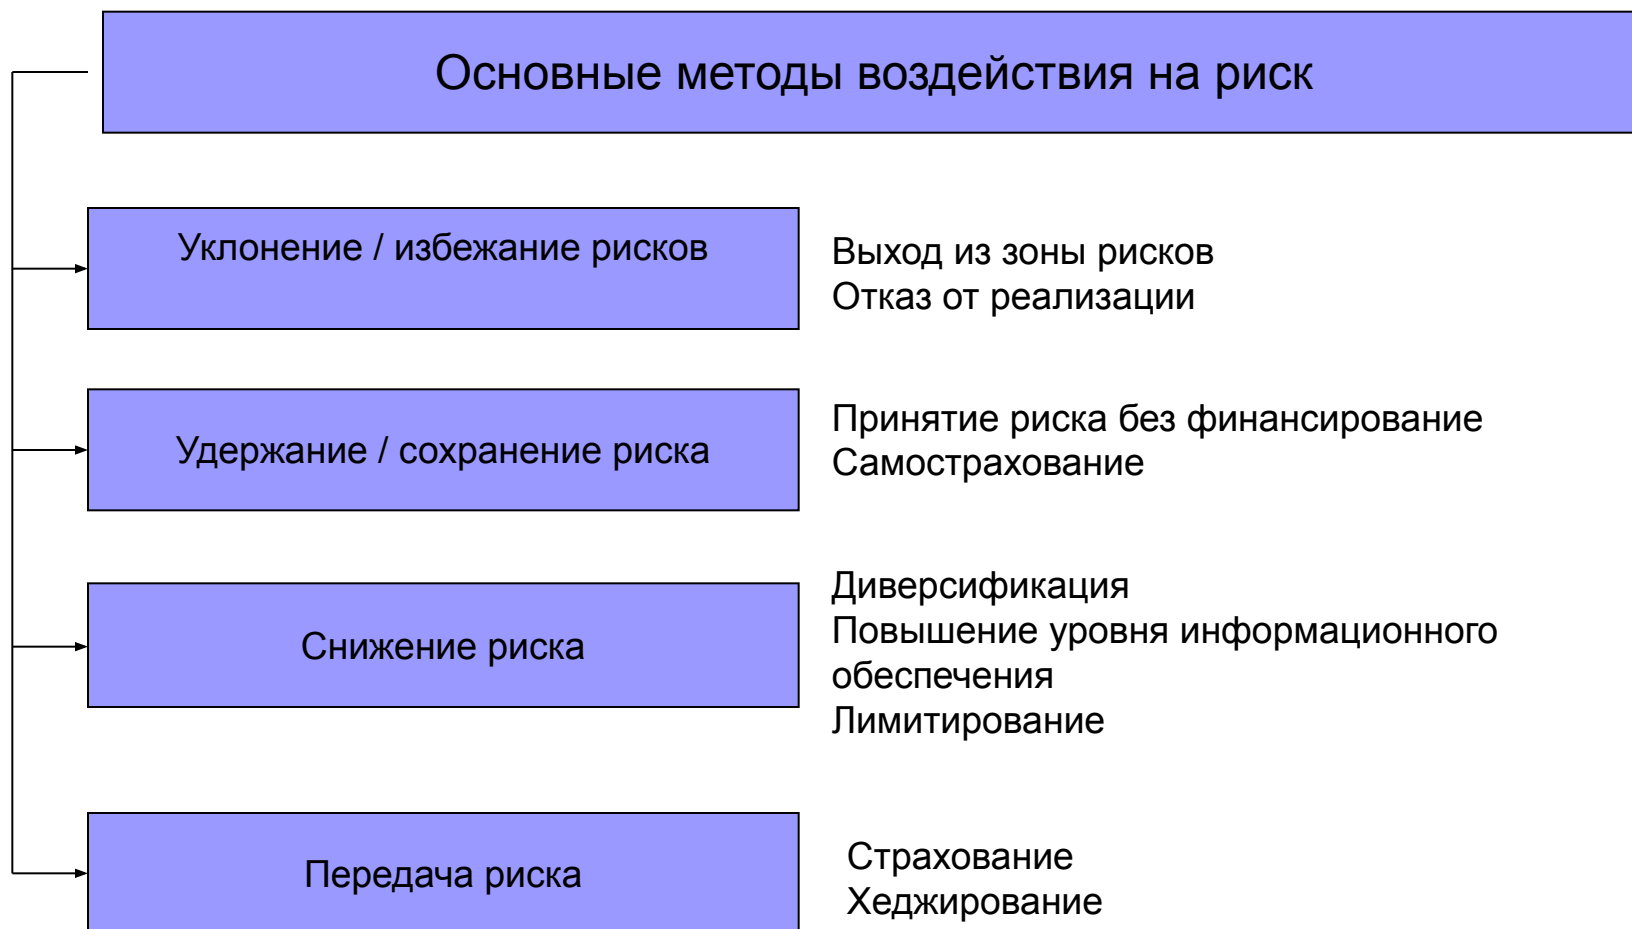 Основные методы воздействия на риск
Уклонение / избежание рисков
Выход из зоны рисков
Отказ от реализации
Удержание / сохранение риска
Принятие риска без финансирование
Самострахование
Снижение риска
Диверсификация
Повышение уровня информационного
обеспечения
Лимитирование
Передача риска
Страхование
Хеджирование